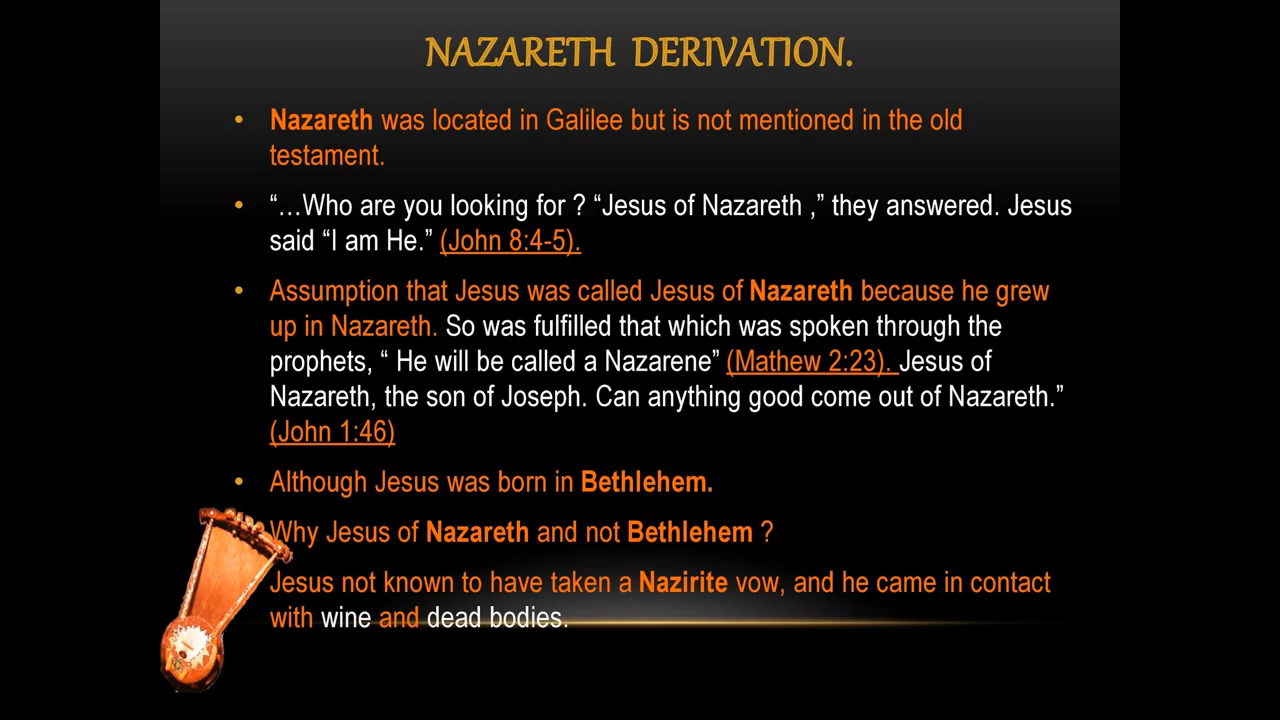 NAZARETH DERIVATION.
• Nazareth was located in Galilee but is not mentioned in the old
testament.
• “…Who are you looking for ? “Jesus of Nazareth ,” they answered. Jesus
said “I am He.” (John 8:4-5).
• Assumption that Jesus was called Jesus of Nazareth because he grew
up in Nazareth. So was fulfilled that which was spoken through the
prophets, “ He will be called a Nazarene” (Mathew 2:23). Jesus of
Nazareth, the son of Joseph. Can anything good come out of Nazareth.”
(John 1:46)
• Although Jesus was born in Bethlehem.
Why Jesus of Nazareth and not Bethlehem ?
Jesus not known to have taken a Nazirite vow, and he came in contact
with wine and dead bodies.